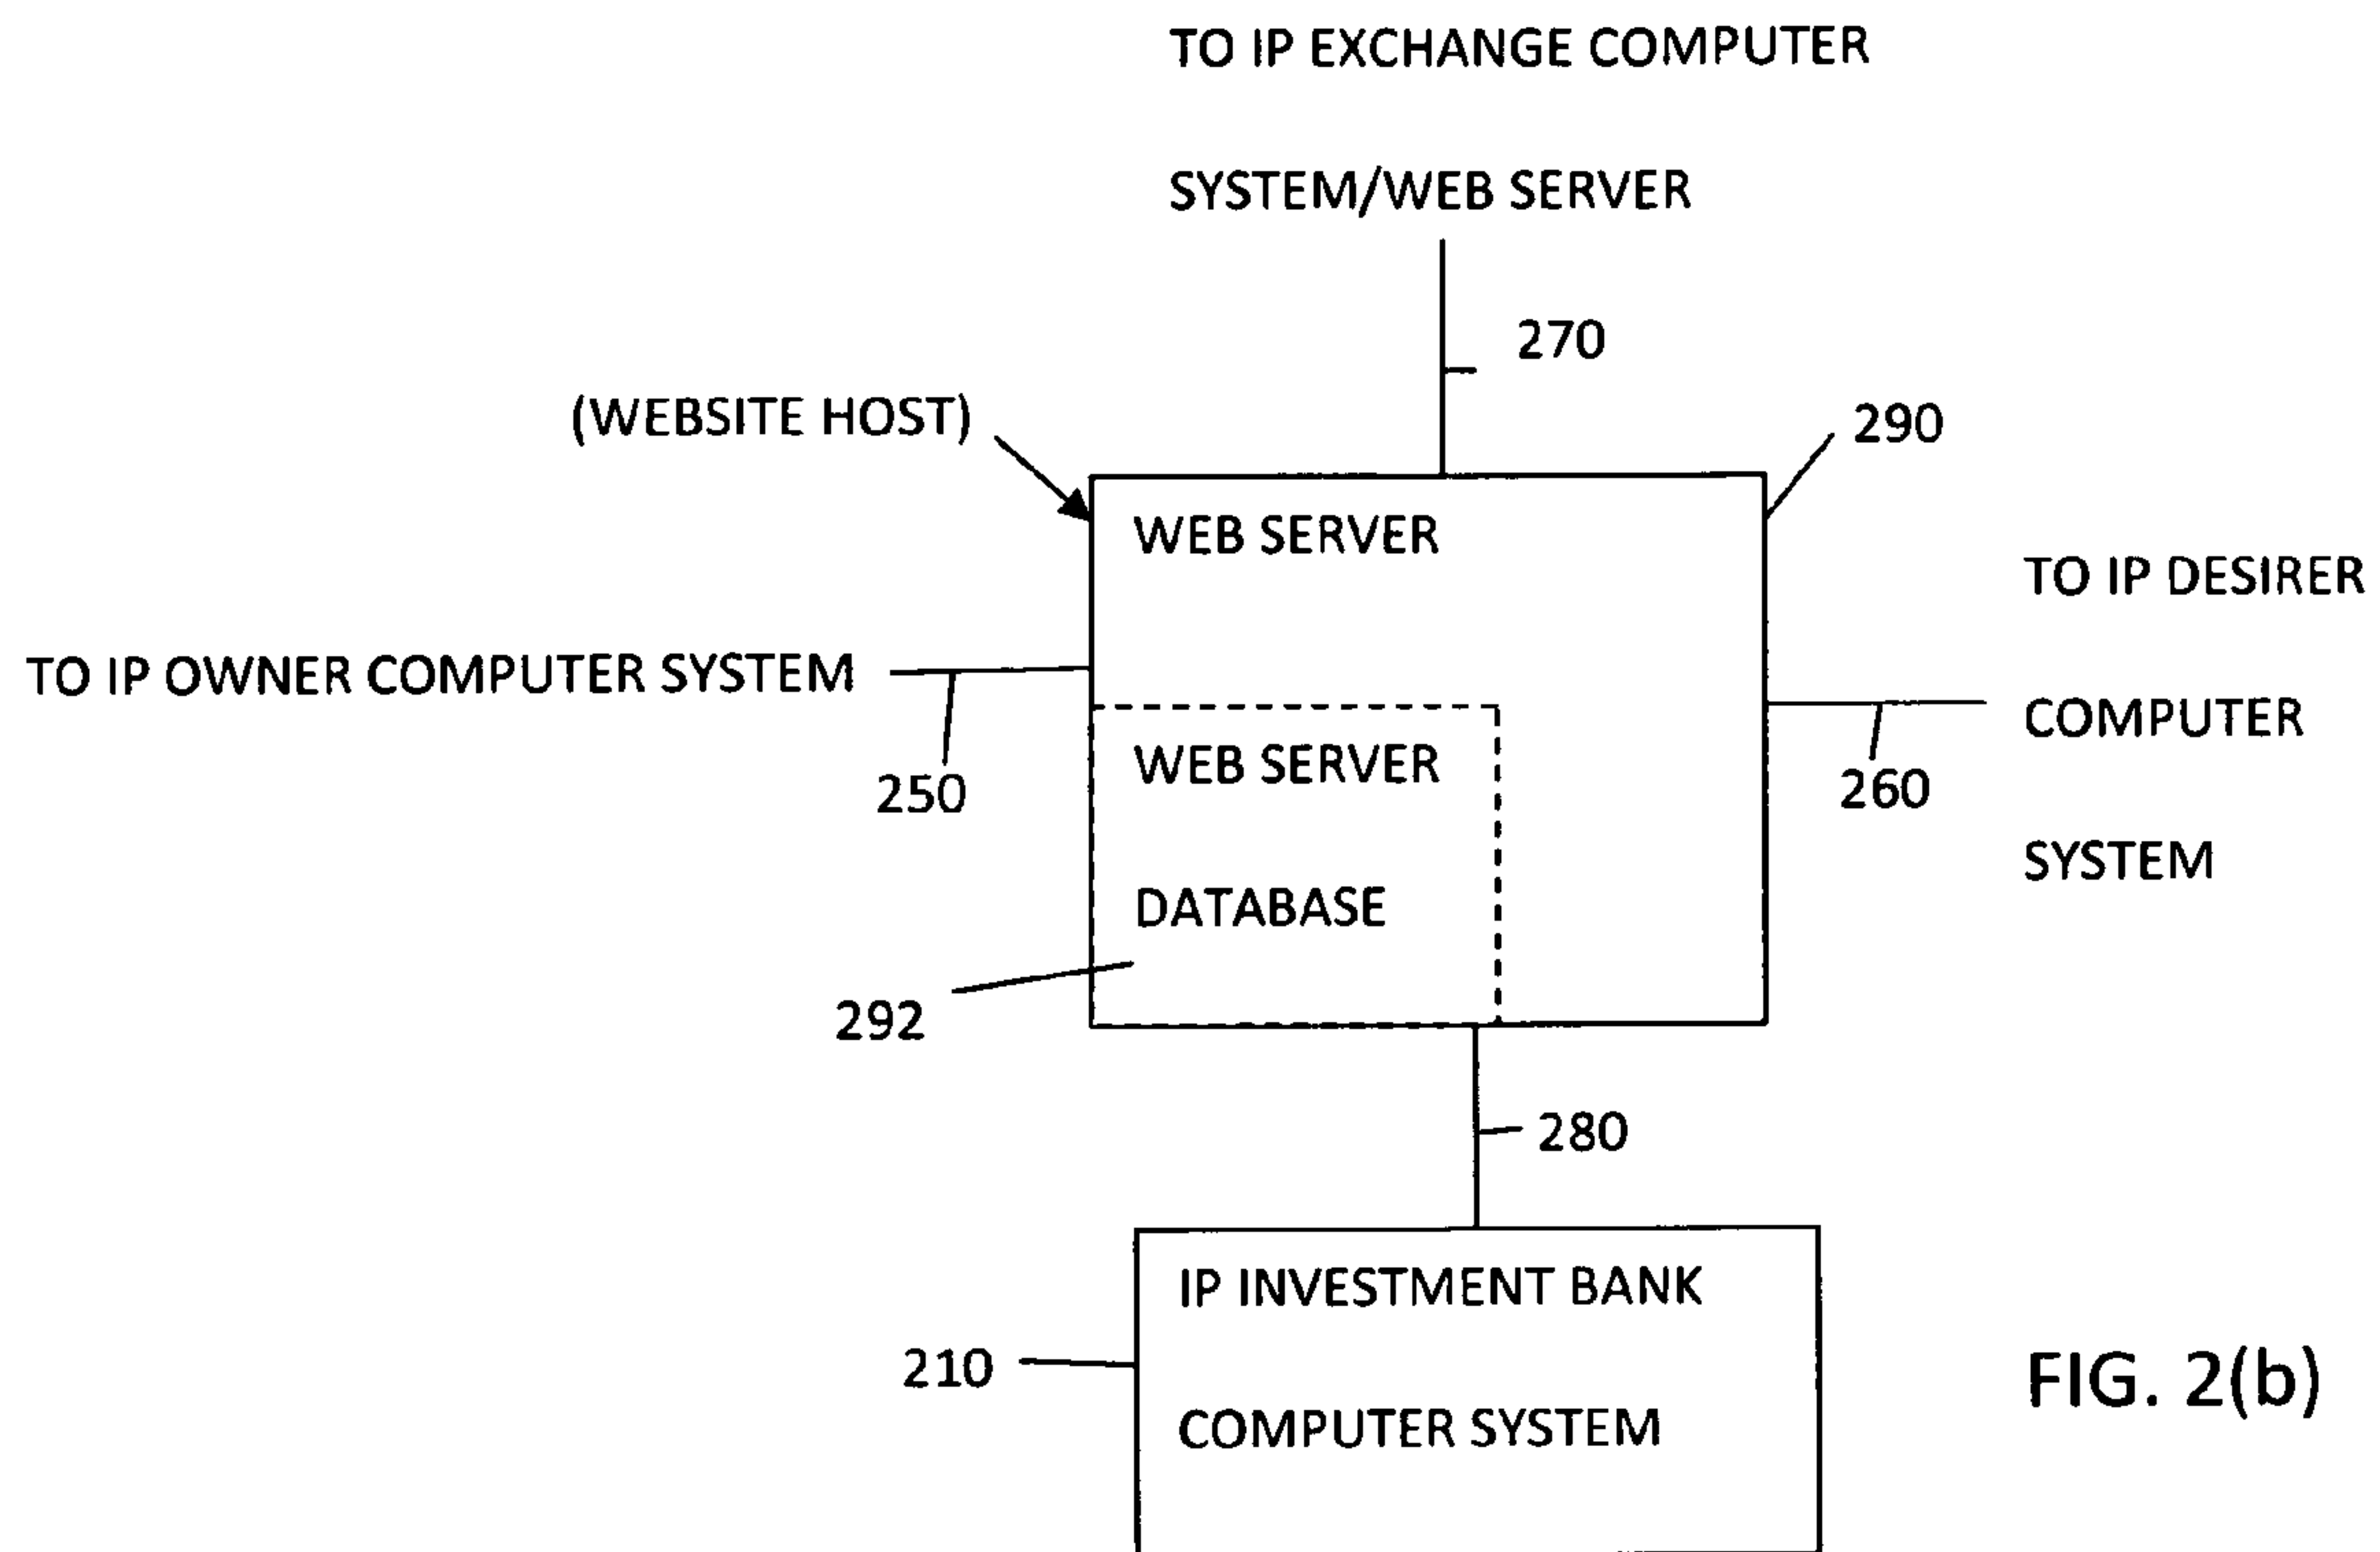 TO IP EXCHANGE COMPUTER
SYSTEM/WEB SERVER
270
(WEBSITE HOST)
290
WEB SERVER
TO IP DESIRER
COMPUTER
SYSTEM
TO IP OWNER COMPUTER SYSTEM
250
260
WEB SERVER
DATABASE
292
280
IP INVESTMENT BANK
COMPUTER SYSTEM
210
FIG. 2(b)